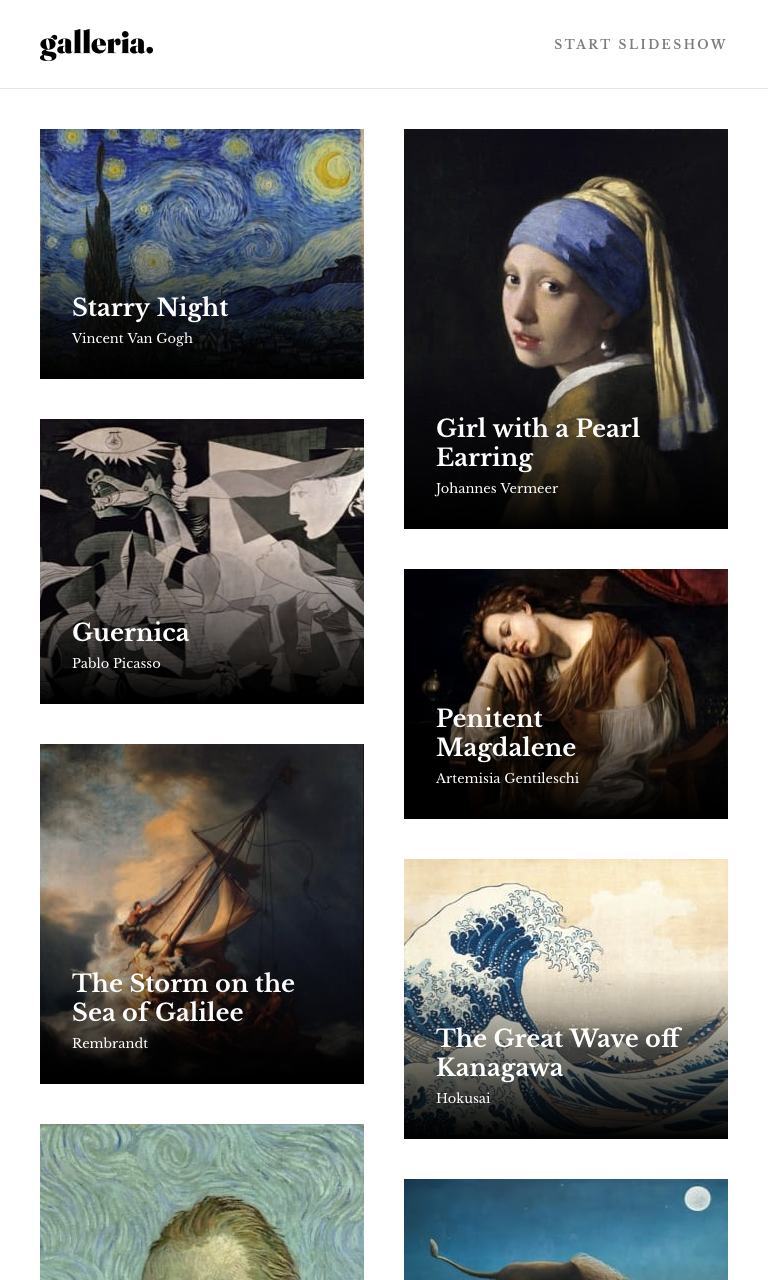 galleria.
START SLIDESHOW
Starry Night
Vincent Van Gogh
Girl with a Pearl
Earring
Johannes Vermeer
Guernica
Pablo Picasso
Penitent
Magdalene
Artemisia Gentileschi
The Storm on the
Sea of Galilee
Rembrandt
The Great Wave off
Kanagawa
Hokusai